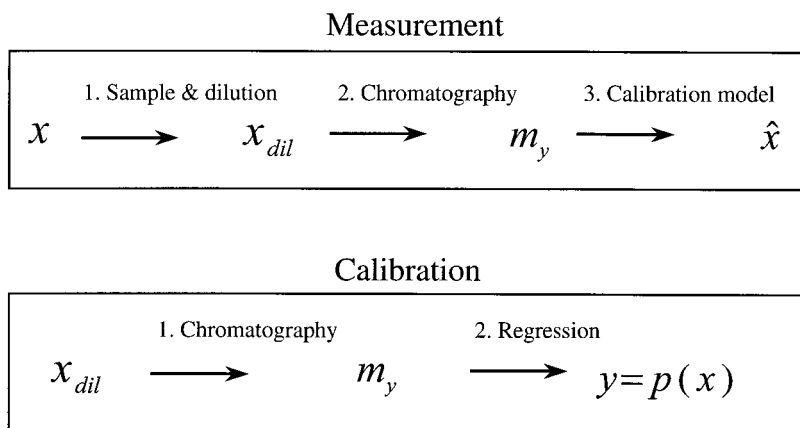 Measurement
1. Sample & dilution 2. Chromatography 3. Calibration model
x x_dil m_y x̂
Calibration
1. Chromatography 2. Regression
x_dil m_y y=p(x)